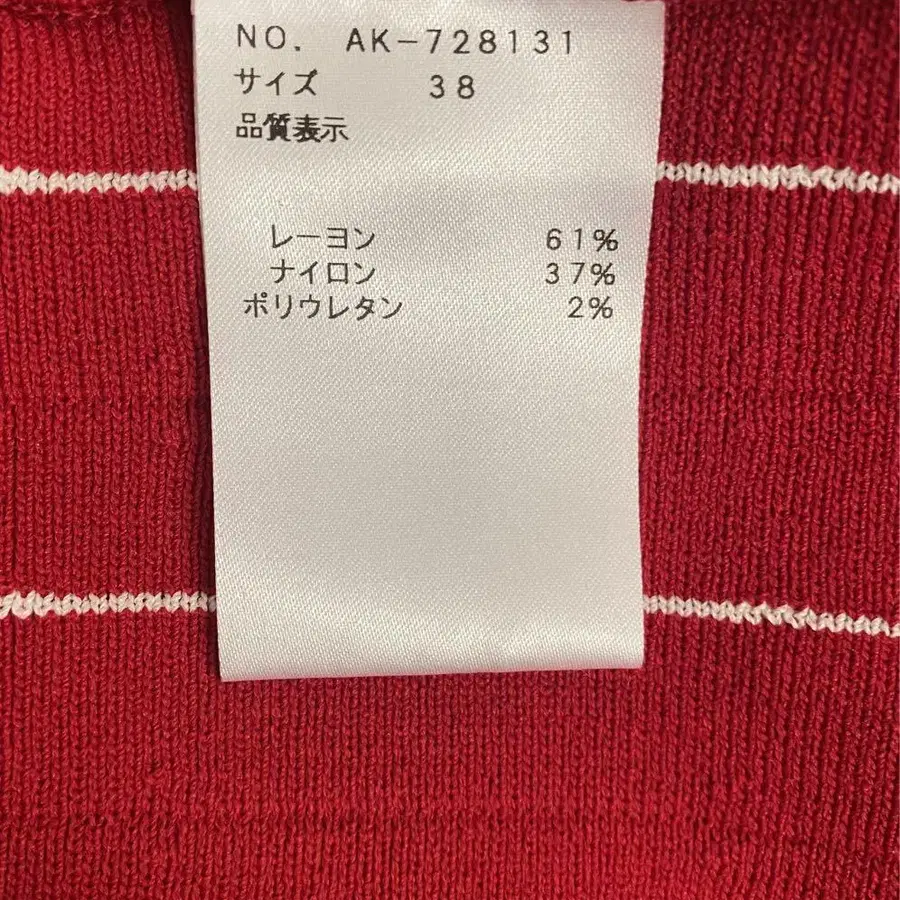 NO. AK-728131
サイズ 38
品質表示
レーヨン 61%
ナイロン 37%
ポリウレタン 2%